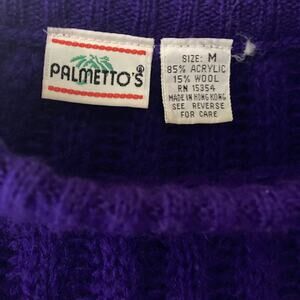 PALMETTO'S®
SIZE: M
85% ACRYLIC
15% WOOL
RN 15354
MADE IN HONG KONG
SEE REVERSE
FOR CARE